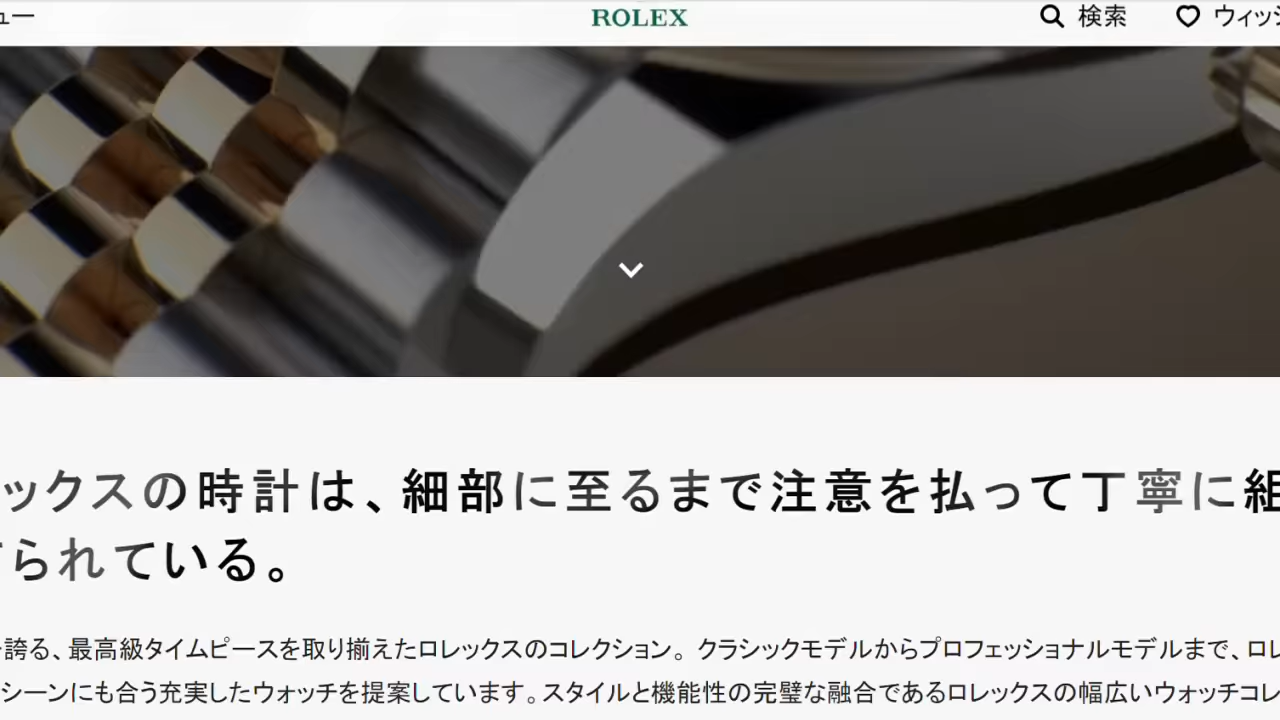 ュー
ROLEX
検索
ウィッシ
ックスの時計は、細部に至るまで注意を払って丁寧に組
られている。
誇る、最高級タイムピースを取り揃えたロレックスのコレクション。クラシックモデルからプロフェッショナルモデルまで、ロレ
シーンにも合う充実したウォッチを提案しています。スタイルと機能性の完璧な融合であるロレックスの幅広いウォッチコレ